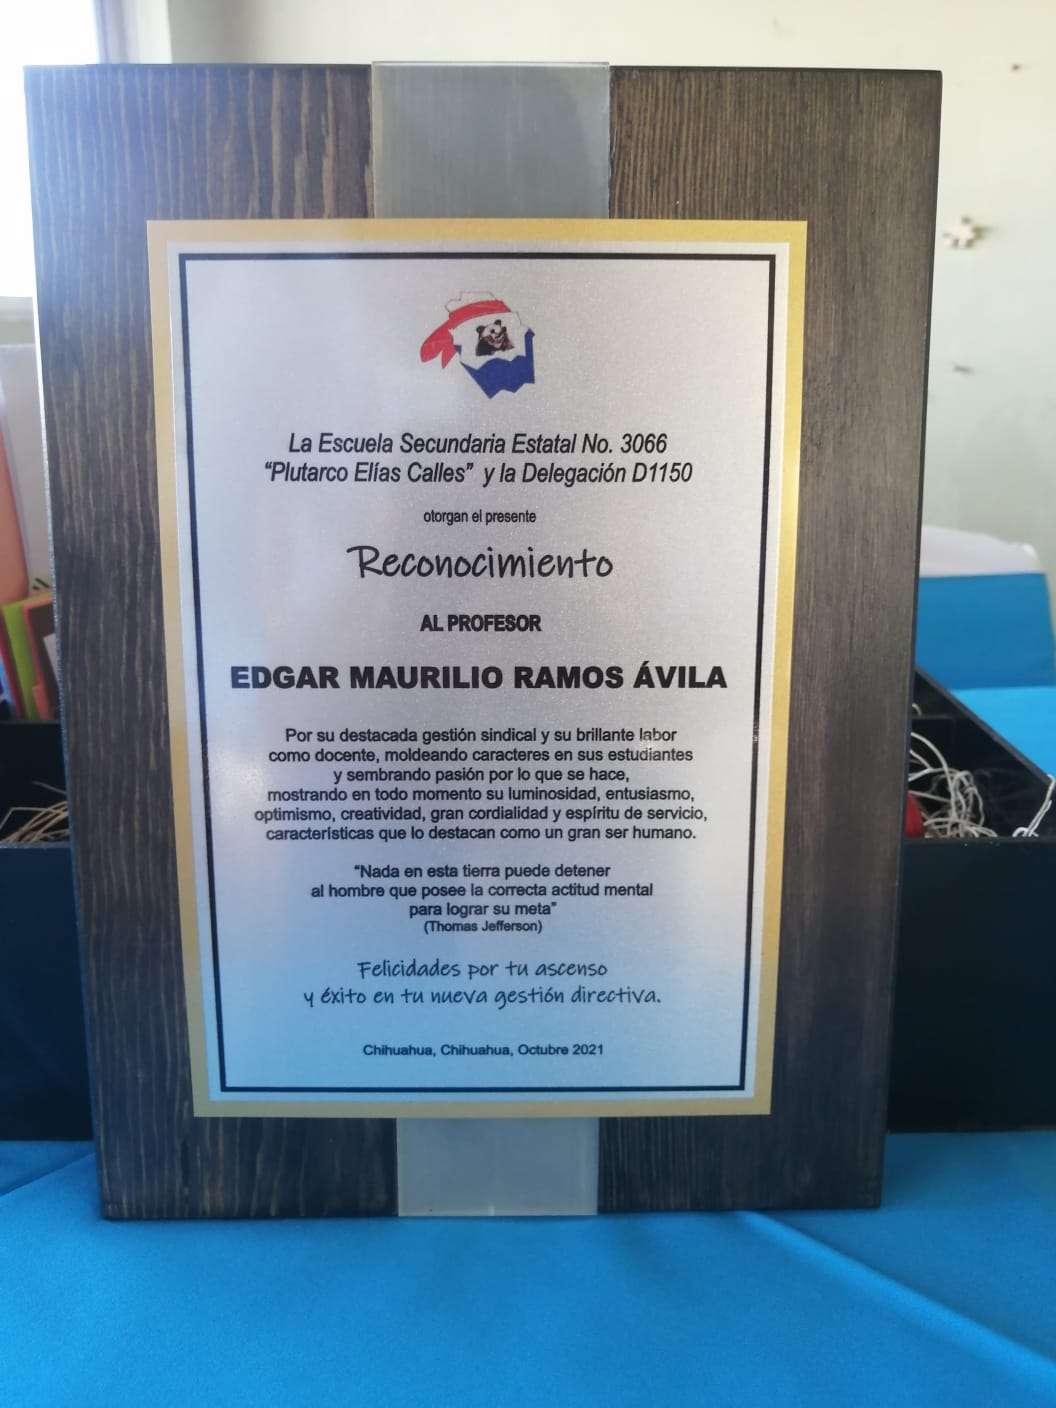 La Escuela Secundaria Estatal No. 3066
“Plutarco Elías Calles” y la Delegación D1150
otorgan el presente
Reconocimiento
AL PROFESOR
EDGAR MAURILIO RAMOS ÁVILA
Por su destacada gestión sindical y su brillante labor
como docente, moldeando caracteres en sus estudiantes
y sembrando pasión por lo que se hace,
mostrando en todo momento su luminosidad, entusiasmo,
optimismo, creatividad, gran cordialidad y espíritu de servicio,
características que lo destacan como un gran ser humano.
“Nada en esta tierra puede detener
al hombre que posee la correcta actitud mental
para lograr su meta”
(Thomas Jefferson)
Felicidades por tu ascenso
y éxito en tu nueva gestión directiva.
Chihuahua, Chihuahua, Octubre 2021